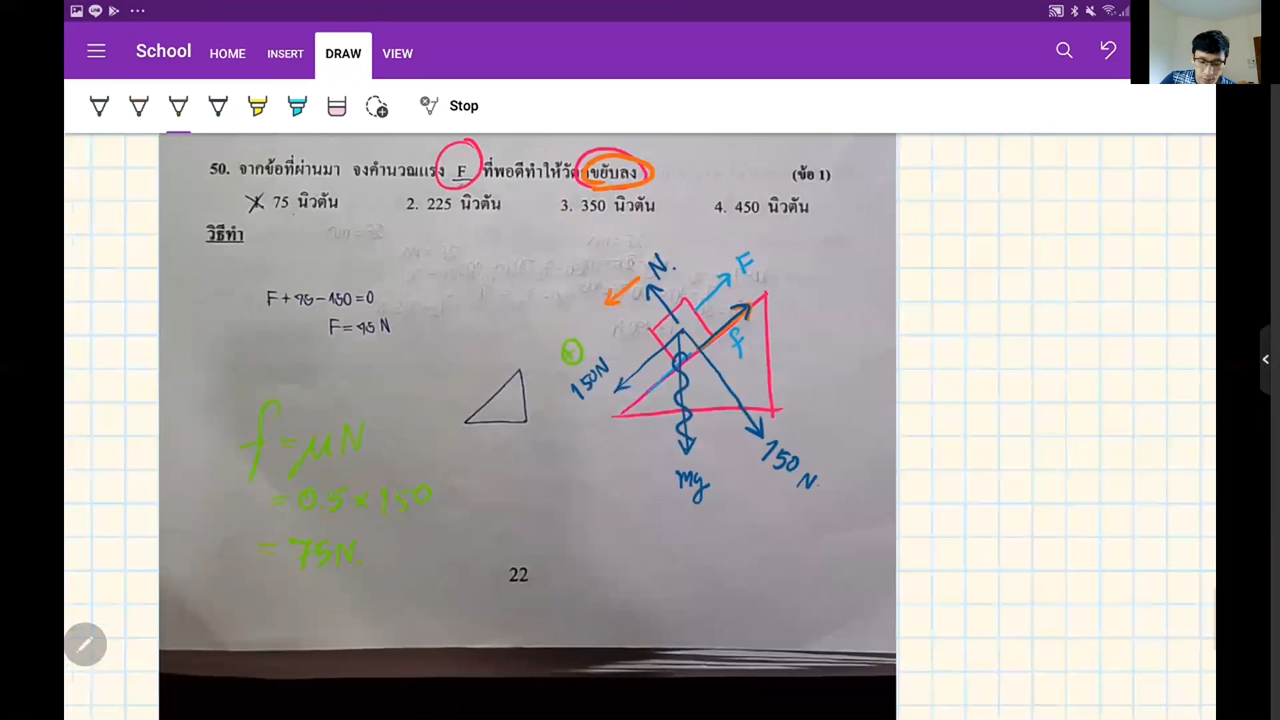 School HOME INSERT DRAW VIEW
Stop
50. จากข้อที่ผ่านมา จงคำนวณแรง F ที่พอดีทำให้วัตถุขยับลง (ข้อ 1)
1. 75 นิวตัน 2. 225 นิวตัน 3. 350 นิวตัน 4. 450 นิวตัน
วิธีทำ
F + 75 - 150 = 0
F = 75 N
N.
F
f
150N
150 N.
mg
f = μN
= 0.5 × 150
= 75N.
22